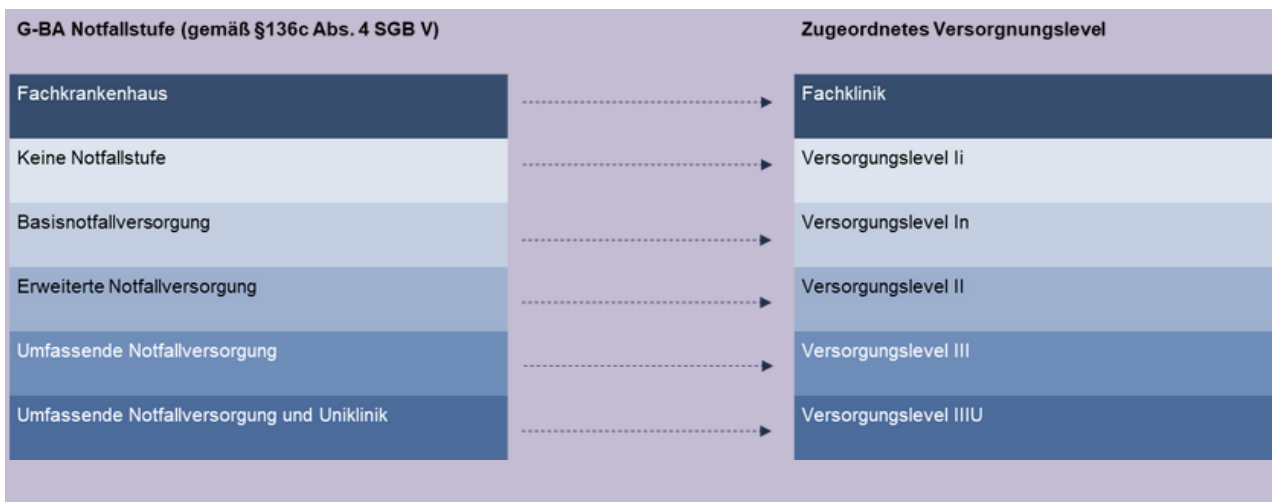 G-BA Notfallstufe (gemäß §136c Abs. 4 SGB V) Zugeordnetes Versorgnungslevel
Fachkrankenhaus Fachklinik
Keine Notfallstufe Versorgungslevel Ii
Basisnotfallversorgung Versorgungslevel In
Erweiterte Notfallversorgung Versorgungslevel II
Umfassende Notfallversorgung Versorgungslevel III
Umfassende Notfallversorgung und Uniklinik Versorgungslevel IIIU